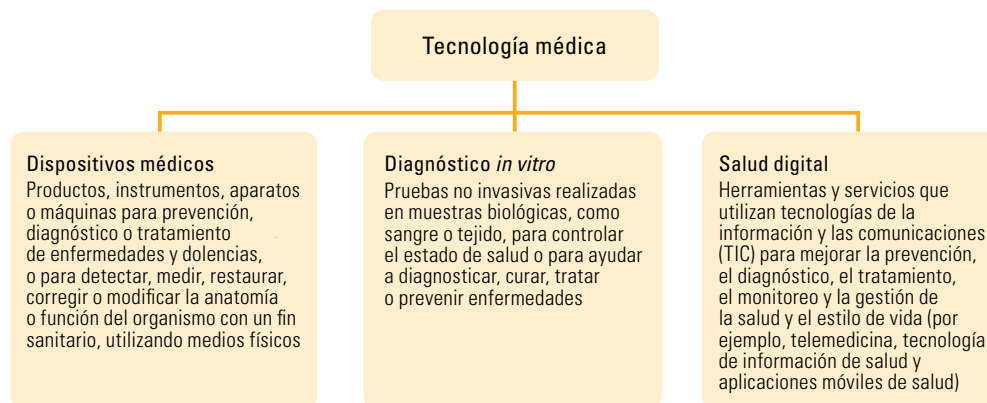 Tecnología médica
Dispositivos médicos
Productos, instrumentos, aparatos
o máquinas para prevención,
diagnóstico o tratamiento
de enfermedades y dolencias,
o para detectar, medir, restaurar,
corregir o modificar la anatomía
o función del organismo con un fin
sanitario, utilizando medios físicos
Diagnóstico in vitro
Pruebas no invasivas realizadas
en muestras biológicas, como
sangre o tejido, para controlar
el estado de salud o para ayudar
a diagnosticar, curar, tratar
o prevenir enfermedades
Salud digital
Herramientas y servicios que
utilizan tecnologías de la
información y las comunicaciones
(TIC) para mejorar la prevención,
el diagnóstico, el tratamiento,
el monitoreo y la gestión de
la salud y el estilo de vida (por
ejemplo, telemedicina, tecnología
de información de salud y
aplicaciones móviles de salud)